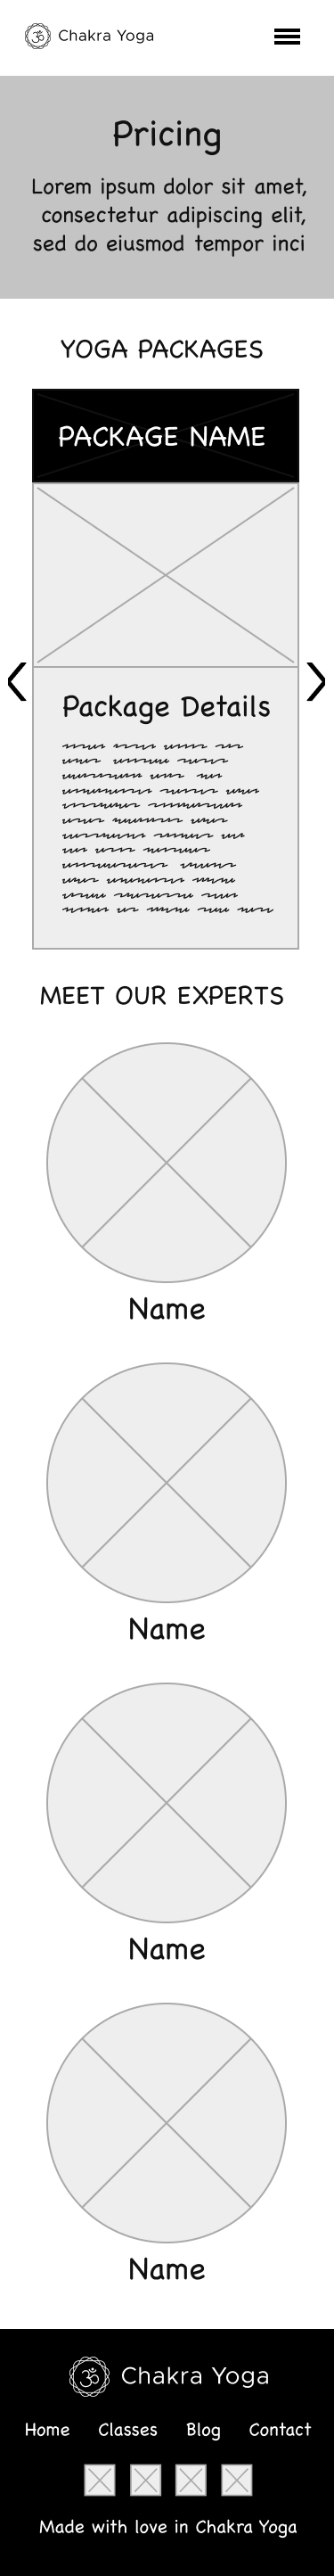 Chakra Yoga
Pricing
Lorem ipsum dolor sit amet,
consectetur adipiscing elit,
sed do eiusmod tempor inci
YOGA PACKAGES
PACKAGE NAME
Package Details
MEET OUR EXPERTS
Name
Name
Name
Name
Chakra Yoga
Home Classes Blog Contact
Made with love in Chakra Yoga